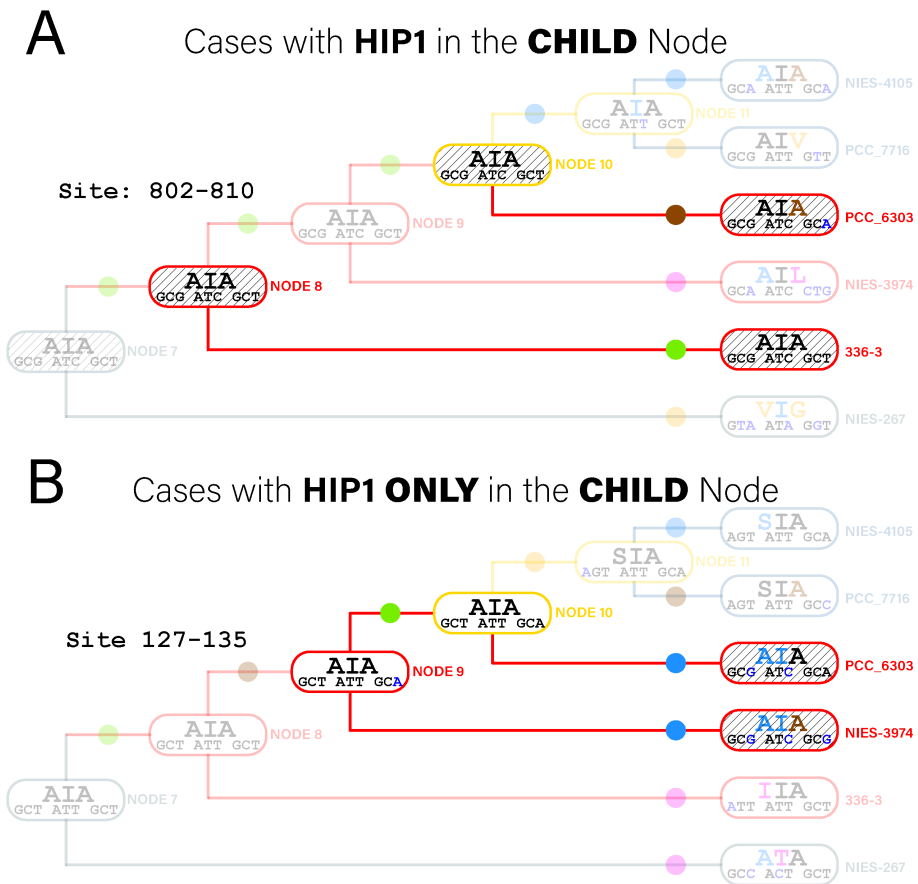 A
Cases with HIP1 in the CHILD Node
AIA
GCA ATT GCA
NIES-4105
AIA
GCG ATT GCT
NODE 11
AIV
GCG ATT GTT
PCC_7716
AIA
GCG ATC GCT
NODE 10
Site: 802-810
AIA
GCG ATC GCA
PCC_6303
AIA
GCG ATC GCT
NODE 9
AIL
GCA ATC CTG
NIES-3974
AIA
GCG ATC GCT
NODE 8
AIA
GCG ATC GCT
NODE 7
AIA
GCG ATC GCT
336-3
VIG
GTA ATA GGT
NIES-267
B
Cases with HIP1 ONLY in the CHILD Node
SIA
AGT ATT GCA
NIES-4105
SIA
AGT ATT GCA
NODE 11
SIA
AGT ATT GCC
PCC_7716
AIA
GCT ATT GCA
NODE 10
Site 127-135
AIA
GCG ATC GCA
PCC_6303
AIA
GCT ATT GCA
NODE 9
AIA
GCG ATC GCG
NIES-3974
AIA
GCT ATT GCT
NODE 8
AIA
GCT ATT GCT
NODE 7
IIA
ATT ATT GCT
336-3
ATA
GCC ACT GCT
NIES-267